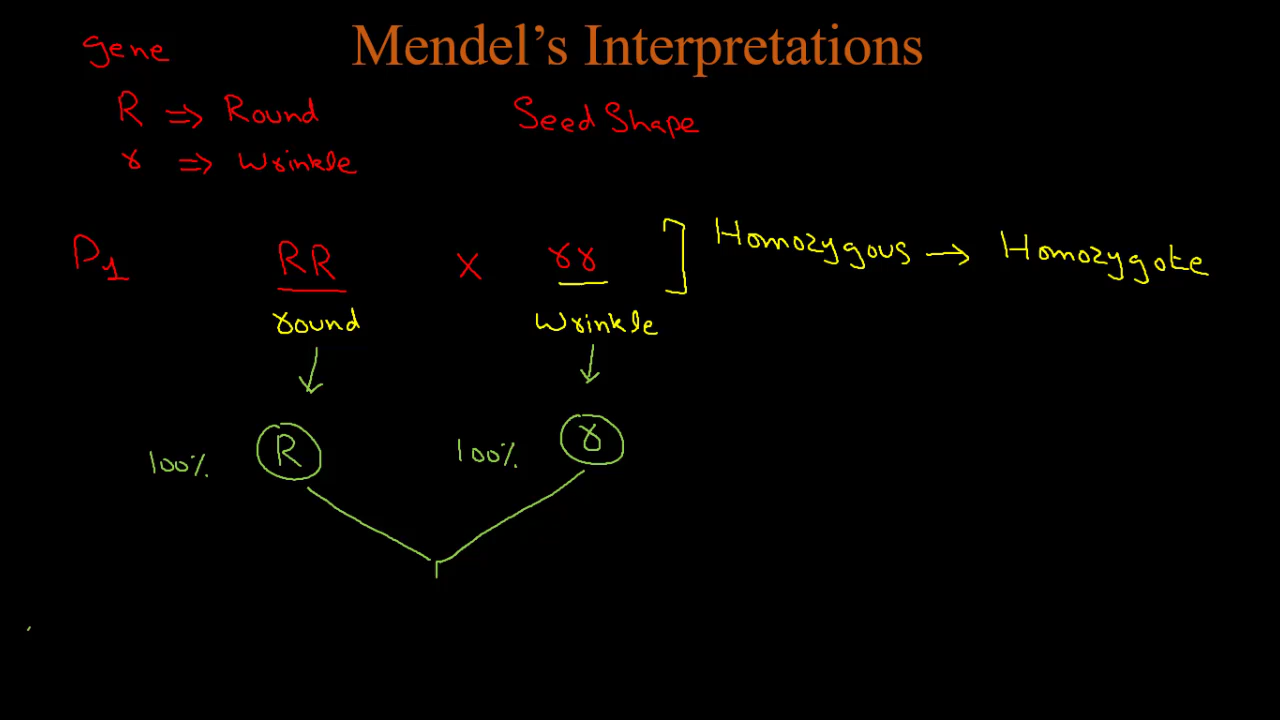 Mendel's Interpretations
gene
R ⇒ Round
Seed Shape
r ⇒ Wrinkle
P1 RR x rr ] Homozygous → Homozygote
round wrinkle
100% R 100% r